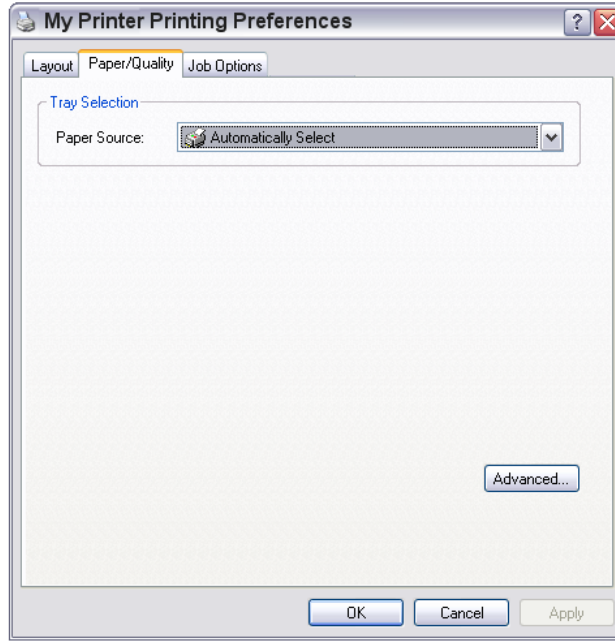 My Printer Printing Preferences
?
Layout Paper/Quality Job Options
Tray Selection
Paper Source: Automatically Select
Advanced...
OK Cancel Apply